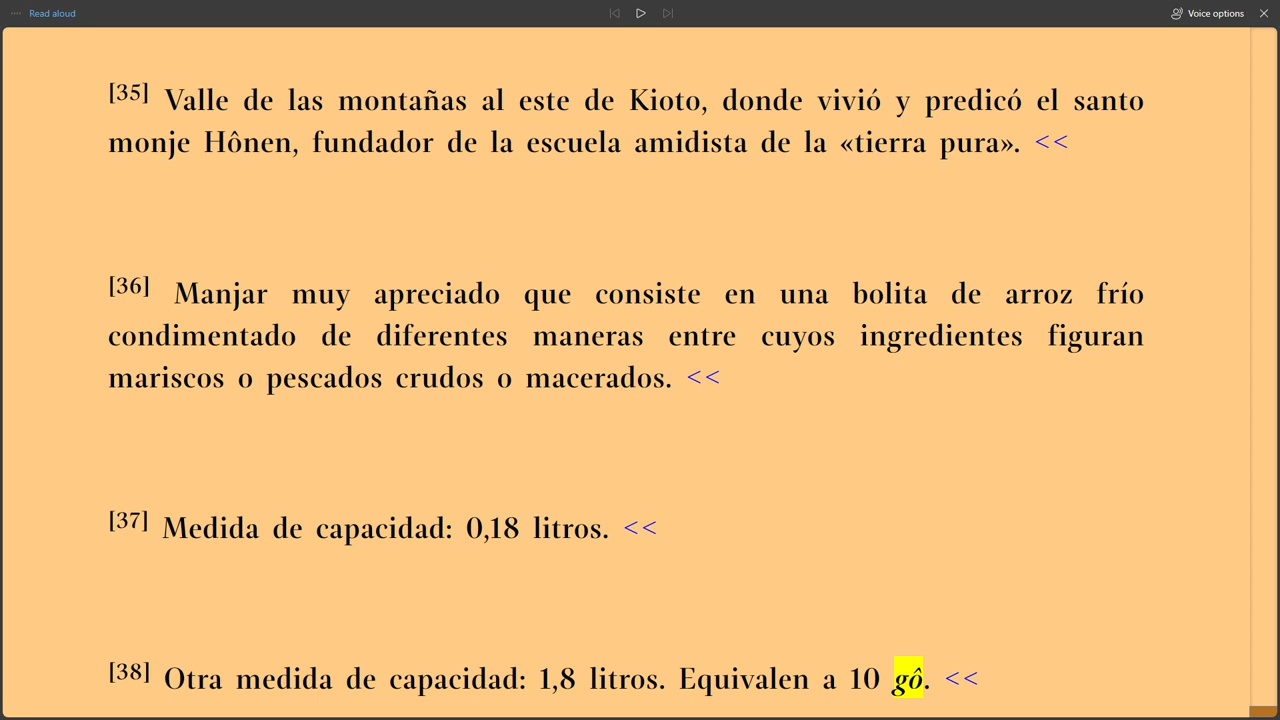 Read aloud
Voice options
[35] Valle de las montañas al este de Kioto, donde vivió y predicó el santo
monje Hônen, fundador de la escuela amidista de la «tierra pura». <<
[36] Manjar muy apreciado que consiste en una bolita de arroz frío
condimentado de diferentes maneras entre cuyos ingredientes figuran
mariscos o pescados crudos o macerados. <<
[37] Medida de capacidad: 0,18 litros. <<
[38] Otra medida de capacidad: 1,8 litros. Equivalen a 10 gô. <<